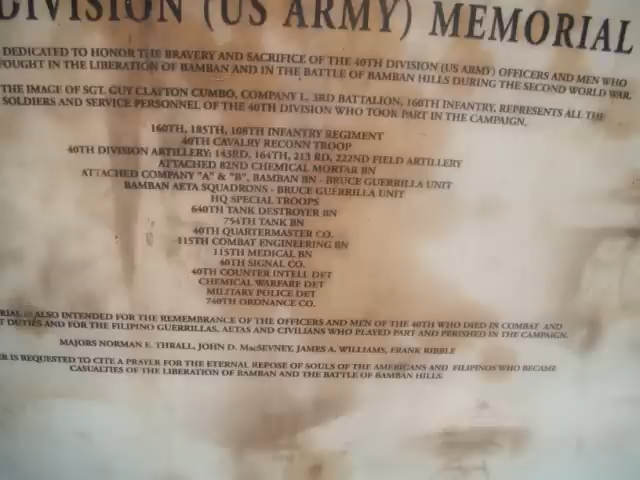 DIVISION (US ARMY) MEMORIAL
DEDICATED TO HONOR THE BRAVERY AND SACRIFICE OF THE 40TH DIVISION (US ARMY) OFFICERS AND MEN WHO
FOUGHT IN THE LIBERATION OF BAMBAN AND IN THE BATTLE OF BAMBAN HILLS DURING THE SECOND WORLD WAR.
THE IMAGE OF SGT. GUY CLAYTON CUMBO, COMPANY L, 3RD BATTALION, 160TH INFANTRY, REPRESENTS ALL THE
SOLDIERS AND SERVICE PERSONNEL OF THE 40TH DIVISION WHO TOOK PART IN THE CAMPAIGN.
160TH, 185TH, 108TH INFANTRY REGIMENT
40TH CAVALRY RECONN TROOP
40TH DIVISION ARTILLERY: 143RD, 164TH, 213 RD, 222ND FIELD ARTILLERY
ATTACHED 82ND CHEMICAL MORTAR BN
ATTACHED COMPANY "A" & "B", BAMBAN BN - BRUCE GUERRILLA UNIT
BAMBAN AETA SQUADRONS - BRUCE GUERRILLA UNIT
HQ SPECIAL TROOPS
640TH TANK DESTROYER BN
754TH TANK BN
40TH QUARTERMASTER CO.
115TH COMBAT ENGINEERING BN
115TH MEDICAL BN
40TH SIGNAL CO.
40TH COUNTER INTELL DET
CHEMICAL WARFARE DET
MILITARY POLICE DET
740TH ORDNANCE CO.
RIAL IS ALSO INTENDED FOR THE REMEMBRANCE OF THE OFFICERS AND MEN OF THE 40TH WHO DIED IN COMBAT AND
T DUTIES AND FOR THE FILIPINO GUERRILLAS, AETAS AND CIVILIANS WHO PLAYED PART AND PERISHED IN THE CAMPAIGN.
MAJORS NORMAN E. THRALL, JOHN D. MacSEVNEY, JAMES A. WILLIAMS, FRANK RIBBLE
ER IS REQUESTED TO CITE A PRAYER FOR THE ETERNAL REPOSE OF SOULS OF THE AMERICANS AND FILIPINOS WHO BECAME
CASUALTIES OF THE LIBERATION OF BAMBAN AND THE BATTLE OF BAMBAN HILLS.